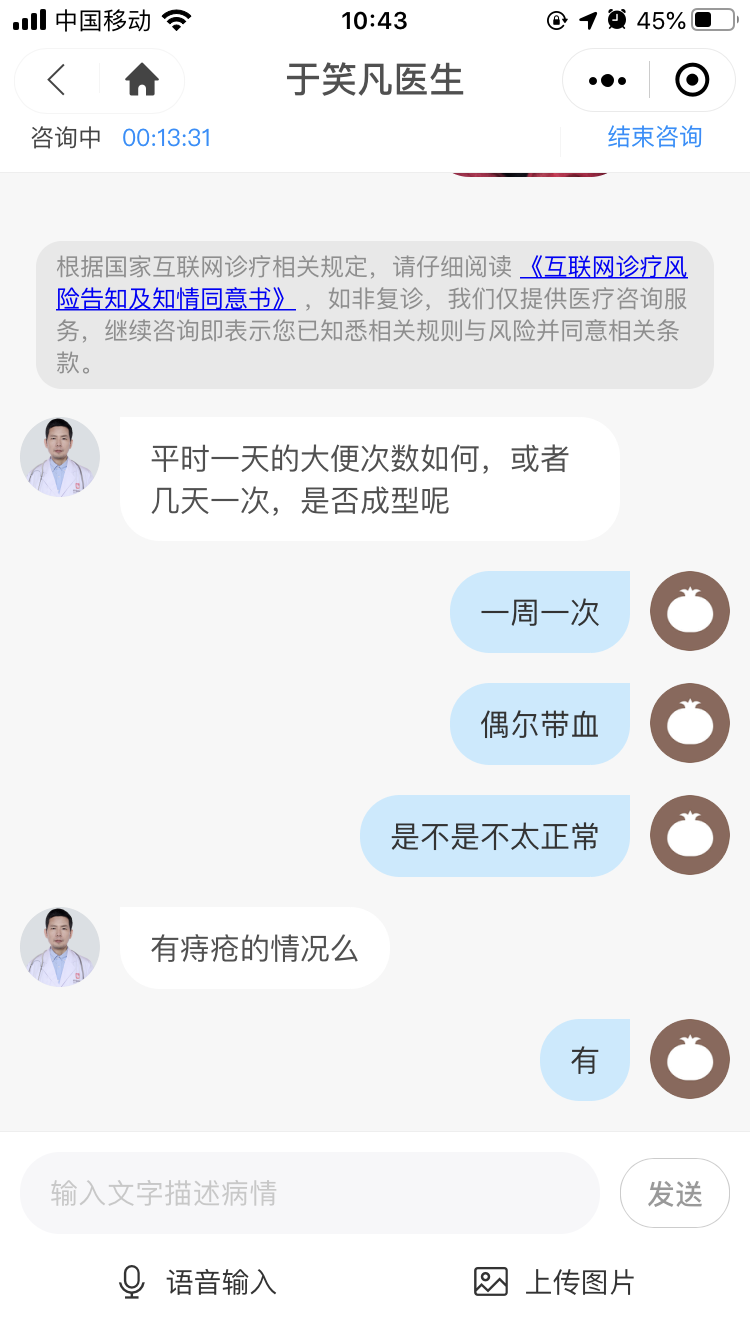 中国移动 10:43 45%
于笑凡医生
咨询中 00:13:31 结束咨询
根据国家互联网诊疗相关规定，请仔细阅读《互联网诊疗风
险告知及知情同意书》，如非复诊，我们仅提供医疗咨询服
务，继续咨询即表示您已知悉相关规则与风险并同意相关条
款。
平时一天的大便次数如何，或者
几天一次，是否成型呢
一周一次
偶尔带血
是不是不太正常
有痔疮的情况么
有
输入文字描述病情 发送
语音输入 上传图片